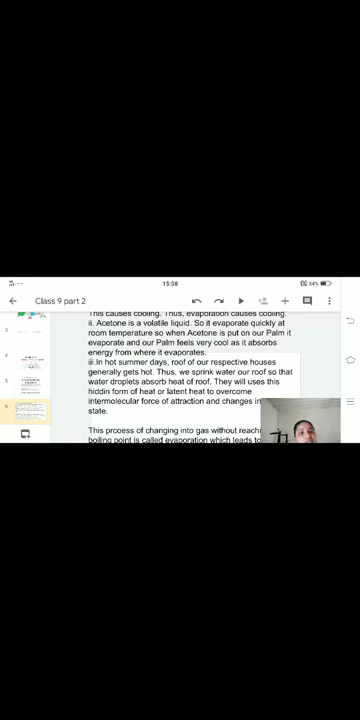 15:08
54%
Class 9 part 2
This causes cooling. Thus, evaporation causes cooling.
ii. Acetone is a volatile liquid. So it evaporate quickly at
room temperature so when Acetone is put on our Palm it
evaporate and our Palm feels very cool as it absorbs
energy from where it evaporates.
iii.In hot summer days, roof of our respective houses
generally gets hot. Thus, we sprink water our roof so that
water droplets absorb heat of roof. They will uses this
hiddin form of heat or latent heat to overcome
intermolecular force of attraction and changes in
state.
This process of changing into gas without
boiling point is called evaporation which leads to
3
4
5
6